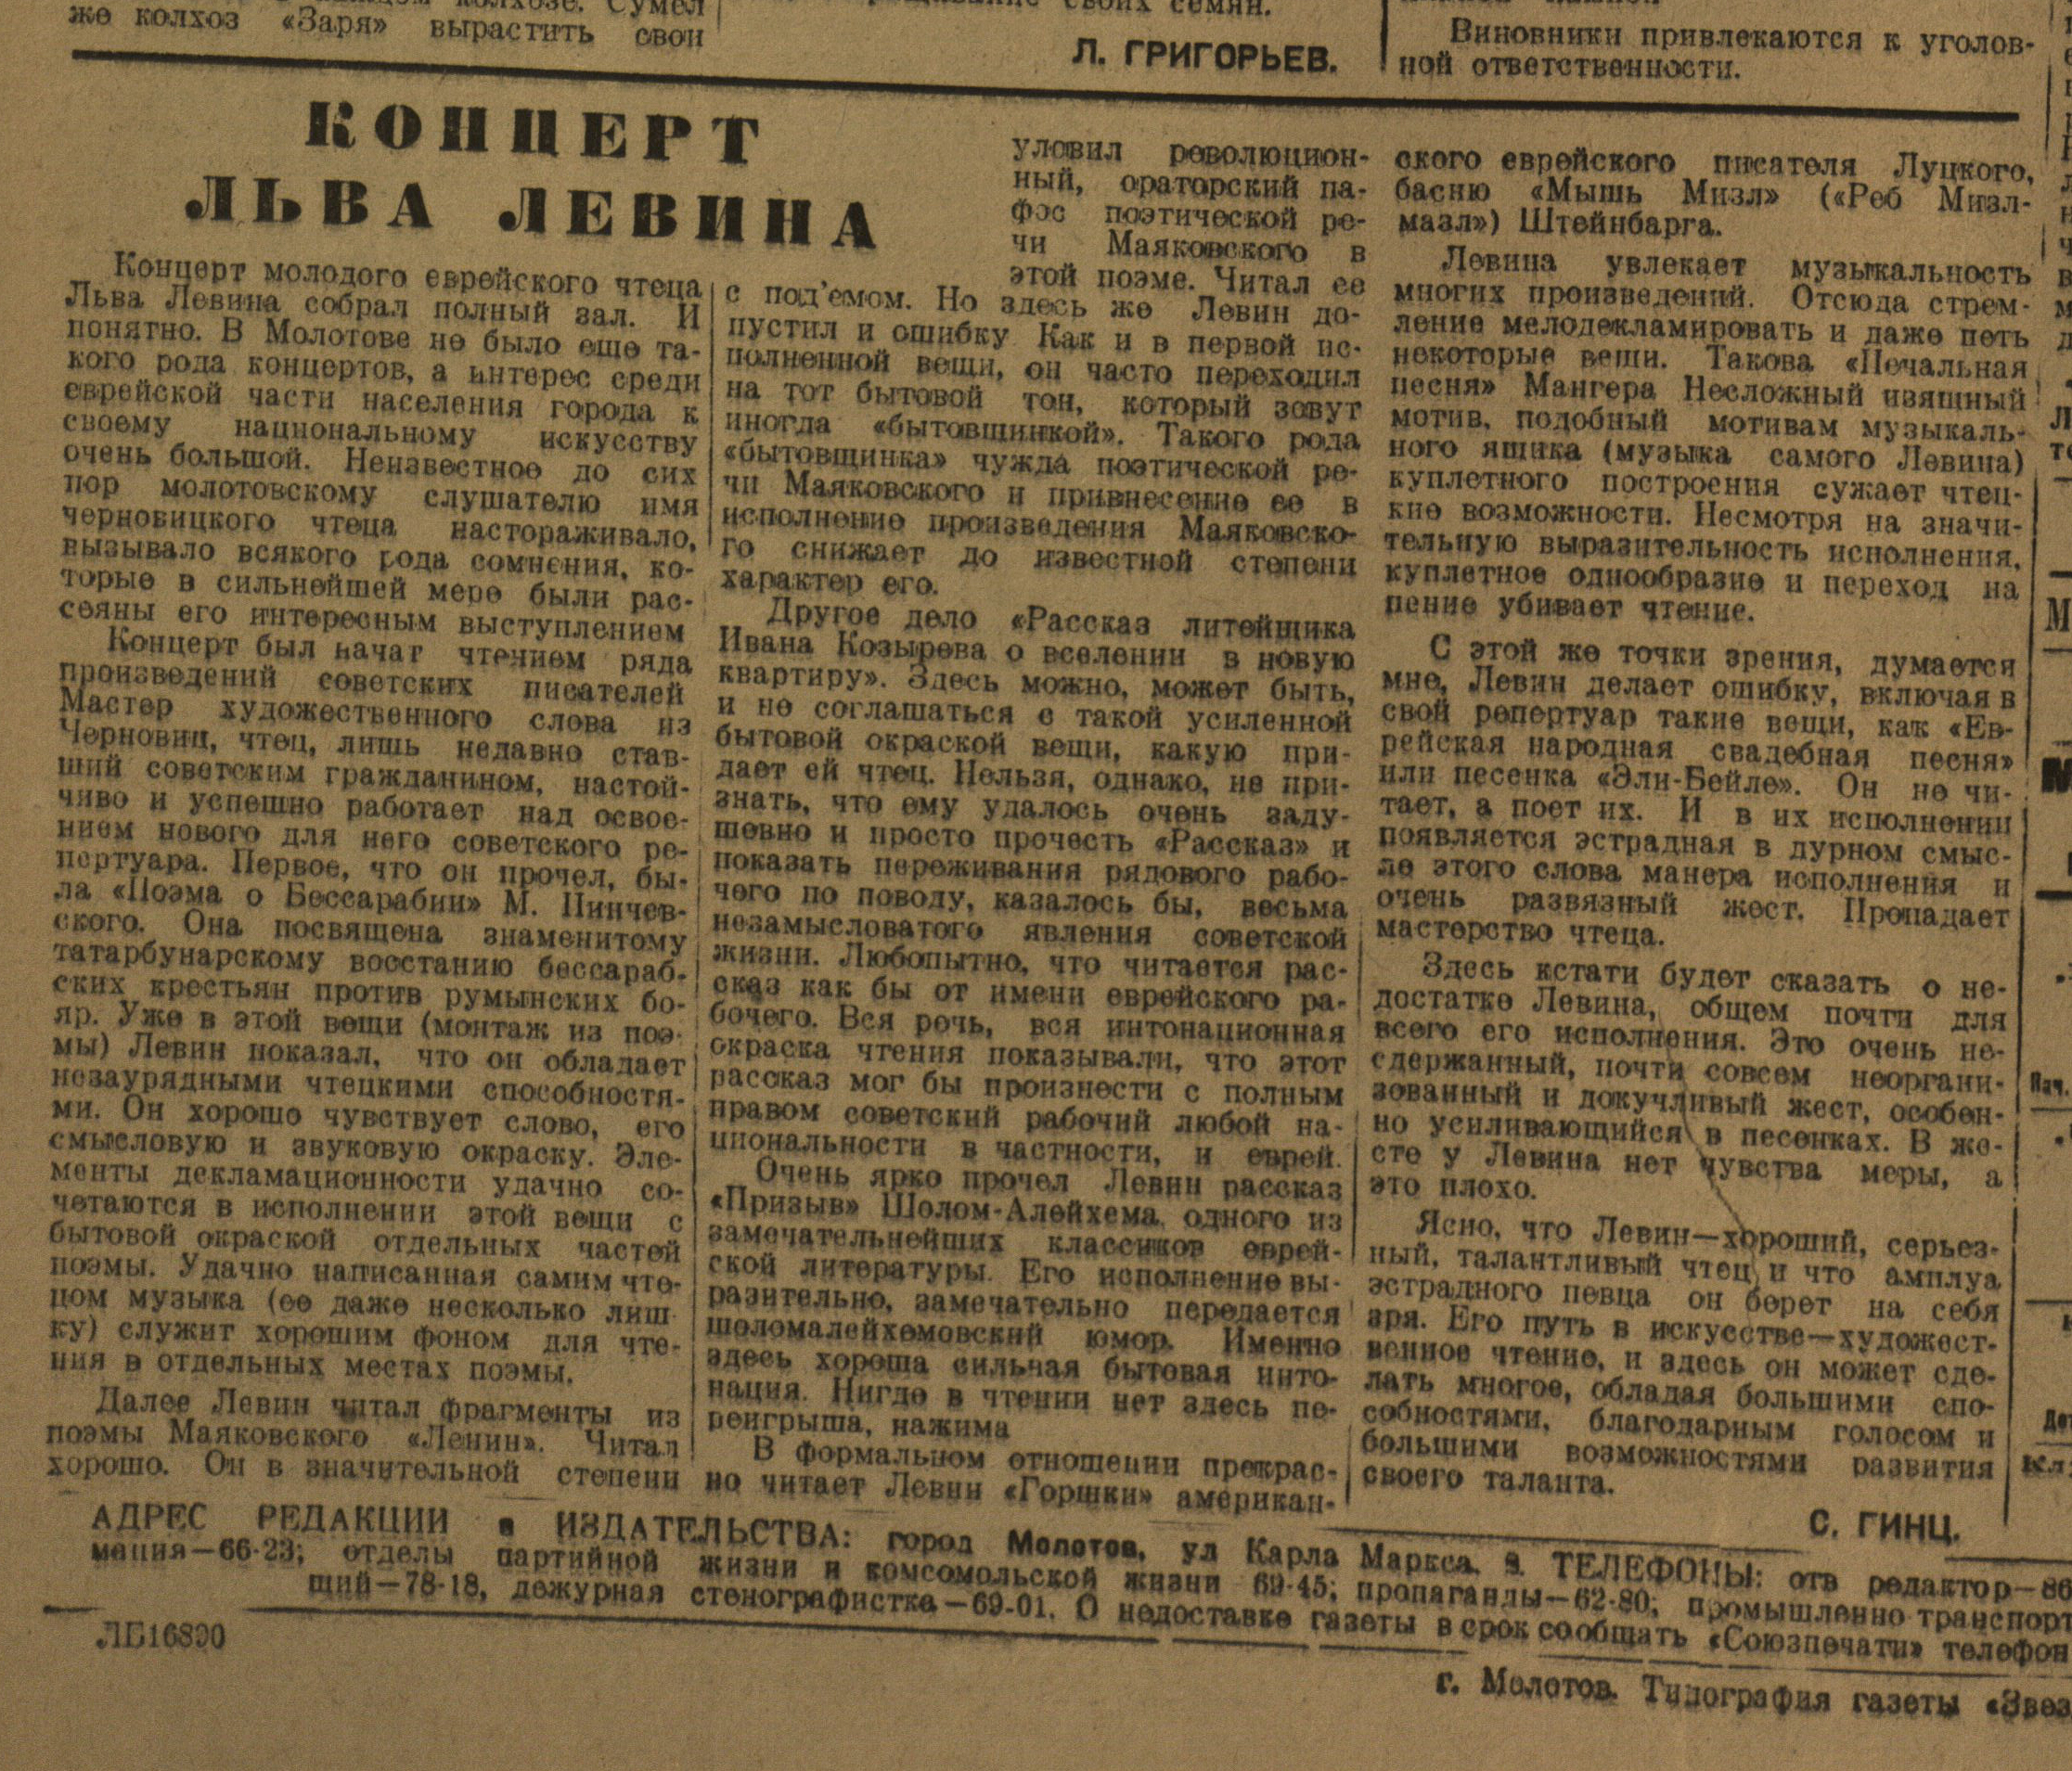 же колхоз «Заря» вырастить свои
своих семян.
Л. ГРИГОРЬЕВ.
Виновники привлекаются к уголов-
ной ответственности.
КОНЦЕРТ
ЛЬВА ЛЕВИНА
Концерт молодого еврейского чтеца
Льва Левина собрал полный зал. И
понятно. В Молотове не было еще та-
кого рода концертов, а интерес среди
еврейской части населения города к
своему национальному искусству
очень большой. Неизвестное до сих
пор молотовскому слушателю имя
черновицкого чтеца настораживало,
вызывало всякого рода сомнения, ко-
торые в сильнейшей мере были рас-
сеяны его интересным выступлением
Концерт был начат чтением ряда
произведений советских писателей
Мастер художественного слова из
Черновиц, чтец, лишь недавно став-
ший советским гражданином, настой-
чиво и успешно работает над освое-
нием нового для него советского ре-
пертуара. Первое, что он прочел, бы-
ла «Поэма о Бессарабии» М. Пинчев-
ского. Она посвящена знаменитому
татарбунарскому восстанию бессараб-
ских крестьян против румынских бо-
яр. Уже в этой вещи (монтаж из поэ-
мы) Левин показал, что он обладает
незаурядными чтецкими способностя-
ми. Он хорошо чувствует слово, его
смысловую и звуковую окраску. Эле-
менты декламационности удачно со-
четаются в исполнении этой вещи с
бытовой окраской отдельных частей
поэмы. Удачно написанная самим чте-
цом музыка (ее даже несколько лиш
ку) служит хорошим фоном для чте-
ния в отдельных местах поэмы.
Далее Левин читал фрагменты из
поэмы Маяковского «Ленин». Читал
хорошо. Он в значительной степени
уловил революцион-
ный, ораторский па-
фос поэтической ре-
чи Маяковского в
этой поэме. Читал ее
с под'емом. Но здесь же Левин до-
пустил и ошибку Как и в первой ис-
полненной вещи, он часто переходил
на тот бытовой тон, который зовут
иногда «бытовщинкой». Такого рода
«бытовщинка» чужда поэтической ре-
чи Маяковского и привнесение ее в
исполнение произведения Маяковско-
го снижает до известной степени
характер его.
Другое дело «Рассказ литейщика
Ивана Козырева о вселении в новую
квартиру». Здесь можно, может быть,
и не соглашаться с такой усиленной
бытовой окраской вещи, какую при-
дает ей чтец. Нельзя, однако, не при-
знать, что ему удалось очень заду-
шевно и просто прочесть «Рассказ» и
показать переживания рядового рабо-
чего по поводу, казалось бы, весьма
незамысловатого явления советской
жизни. Любопытно, что читается рас-
сказ как бы от имени еврейского ра-
бочего. Вся речь, вся интонационная
окраска чтения показывали, что этот
рассказ мог бы произнести с полным
правом советский рабочий любой на-
циональности в частности, и еврей.
Очень ярко прочел Левин рассказ
«Призыв» Шолом-Алейхема, одного из
замечательнейших классиков еврей-
ской литературы. Его исполнение вы-
разительно, замечательно передается
шоломалейхемовский юмор. Именно
здесь хороша сильная бытовая инто-
нация. Нигде в чтении нет здесь пе-
реигрыша, нажима
В формальном отношении прекрас-
но читает Левин «Горшки» американ-
ского еврейского писателя Луцкого,
басню «Мышь Мизл» («Реб Мизл-
мазл») Штейнбарга.
Левина увлекает музыкальность
многих произведений. Отсюда стрем-
ление мелодекламировать и даже петь
некоторые вещи. Такова «Печальная
песня» Мангера Несложный изящный
мотив, подобный мотивам музыкаль-
ного ящика (музыка самого Левина)
куплетного построения сужает чтец-
кие возможности. Несмотря на значи-
тельную выразительность исполнения,
куплетное однообразие и переход на
пение убивает чтение.
С этой же точки зрения, думается
мне, Левин делает ошибку, включая в
свой репертуар такие вещи, как «Ев-
рейская народная свадебная песня»
или песенка «Эли-Бейле». Он не чи-
тает, а поет их. И в их исполнении
появляется эстрадная в дурном смыс-
ле этого слова манера исполнения и
очень развязный жест. Пропадает
мастерство чтеца.
Здесь кстати будет сказать о не-
достатке Левина, общем почти для
всего его исполнения. Это очень не-
сдержанный, почти совсем неоргани-
зованный и докучливый жест, особен-
но усиливающийся в песенках. В же-
сте у Левина нет чувства меры, а
это плохо.
Ясно, что Левин—хороший, серьез-
ный, талантливый чтец и что амплуа
эстрадного певца он берет на себя
зря. Его путь в искусстве—художест-
венное чтение, и здесь он может сде-
лать многое, обладая большими спо-
собностями, благодарным голосом и
большими возможностями развития
своего таланта.
С. ГИНЦ.
АДРЕС РЕДАКЦИИ и ИЗДАТЕЛЬСТВА: город Молотов, ул Карла Маркса, ТЕЛЕФОНЫ: отв редактор—86
мация—66-23; отделы партийной жизни и комсомольской жизни 69-45; пропаганды—62-80; промышленно транспорт
щий—78-18, дежурная стенографистка—69-01. О недоставке газеты в срок сообщать «Союзпечати» телефон
ЛБ16890
г. Молотов. Типография газеты «Звез